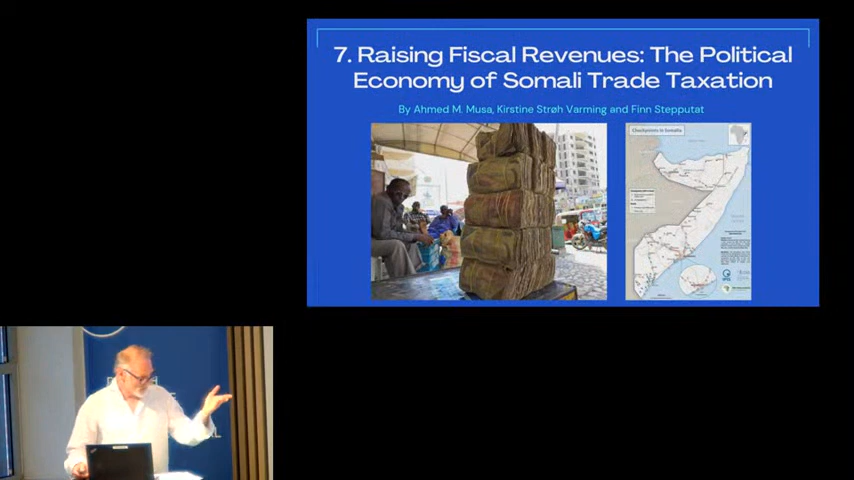 7. Raising Fiscal Revenues: The Political
Economy of Somali Trade Taxation
By Ahmed M. Musa, Kirstine Strøh Varming and Finn Stepputat
Checkpoints in Somalia